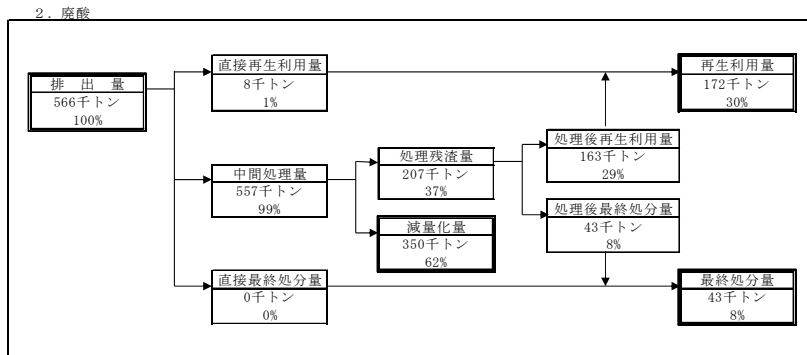 2．廃酸
排　出　量
566千トン
100%
直接再生利用量
8千トン
1%
再生利用量
172千トン
30%
中間処理量
557千トン
99%
処理残渣量
207千トン
37%
処理後再生利用量
163千トン
29%
減量化量
350千トン
62%
処理後最終処分量
43千トン
8%
直接最終処分量
0千トン
0%
最終処分量
43千トン
8%